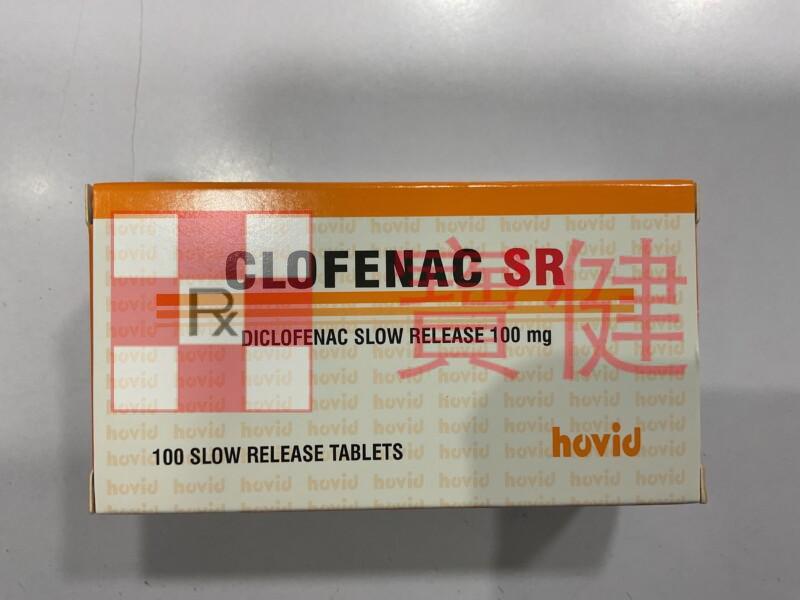 CLOFENAC SR
Rx
寶健
DICLOFENAC SLOW RELEASE 100 mg
100 SLOW RELEASE TABLETS
hovid